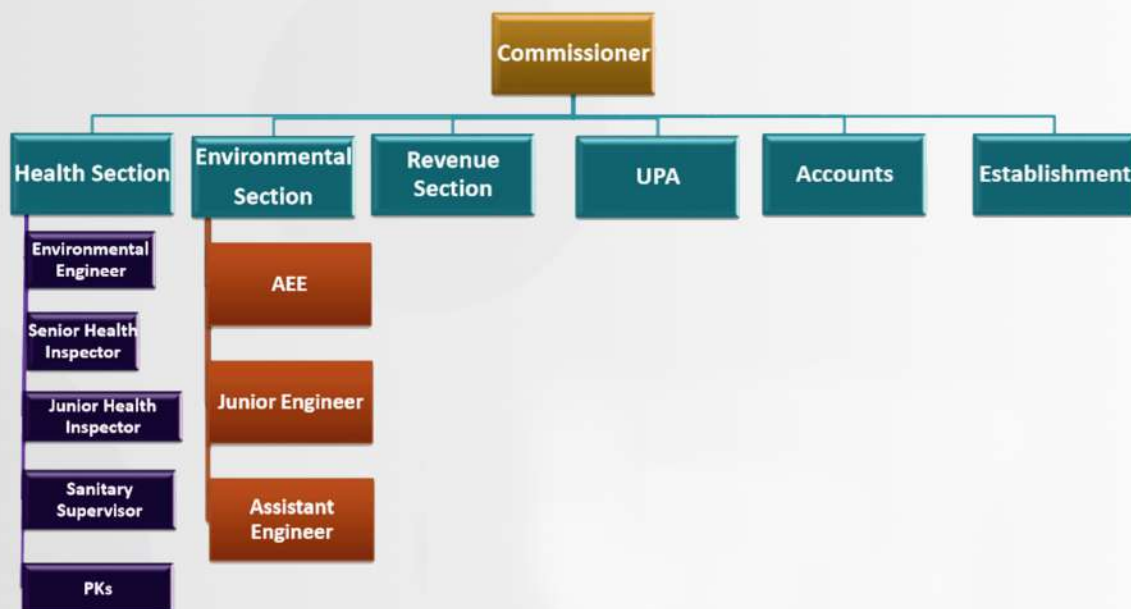 Commissioner
Health Section
Environmental
Section
Revenue
Section
UPA
Accounts
Establishment
Environmental
Engineer
Senior Health
Inspector
Junior Health
Inspector
Sanitary
Supervisor
PKs
AEE
Junior Engineer
Assistant
Engineer